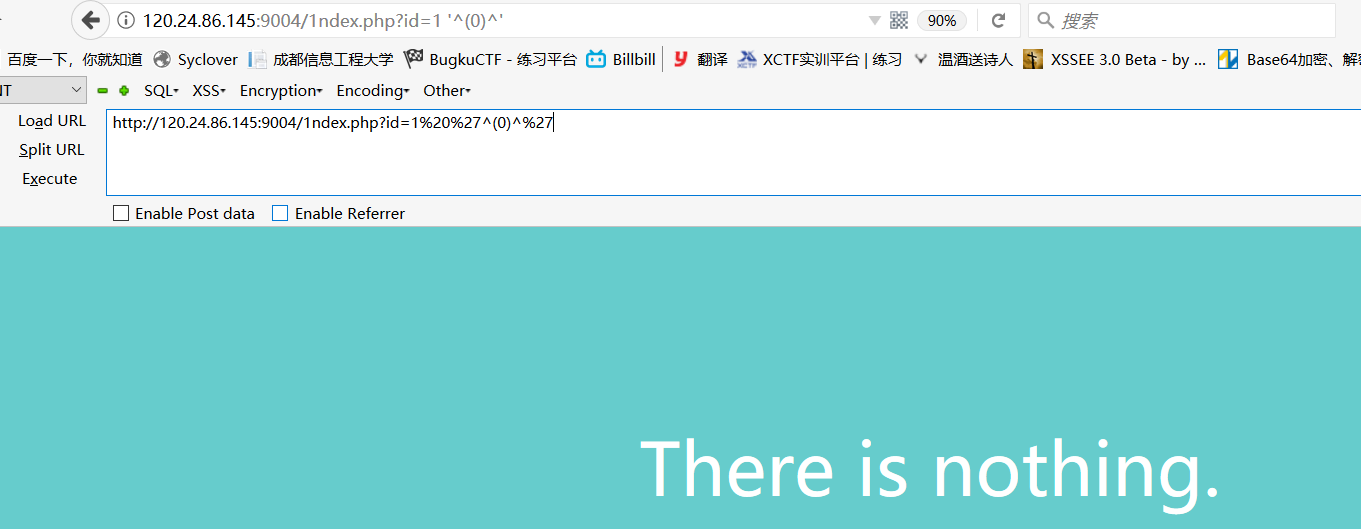 120.24.86.145:9004/1ndex.php?id=1 '^(0)^' 90% 搜索
百度一下，你就知道 Syclover 成都信息工程大学 BugkuCTF - 练习平台 Billbill 翻译 XCTF实训平台 | 练习 温酒送诗人 XSSEE 3.0 Beta - by ... Base64加密、解
NT SQL XSS Encryption Encoding Other
Load URL http://120.24.86.145:9004/1ndex.php?id=1%20%27^(0)^%27
Split URL
Execute
Enable Post data Enable Referrer
There is nothing.